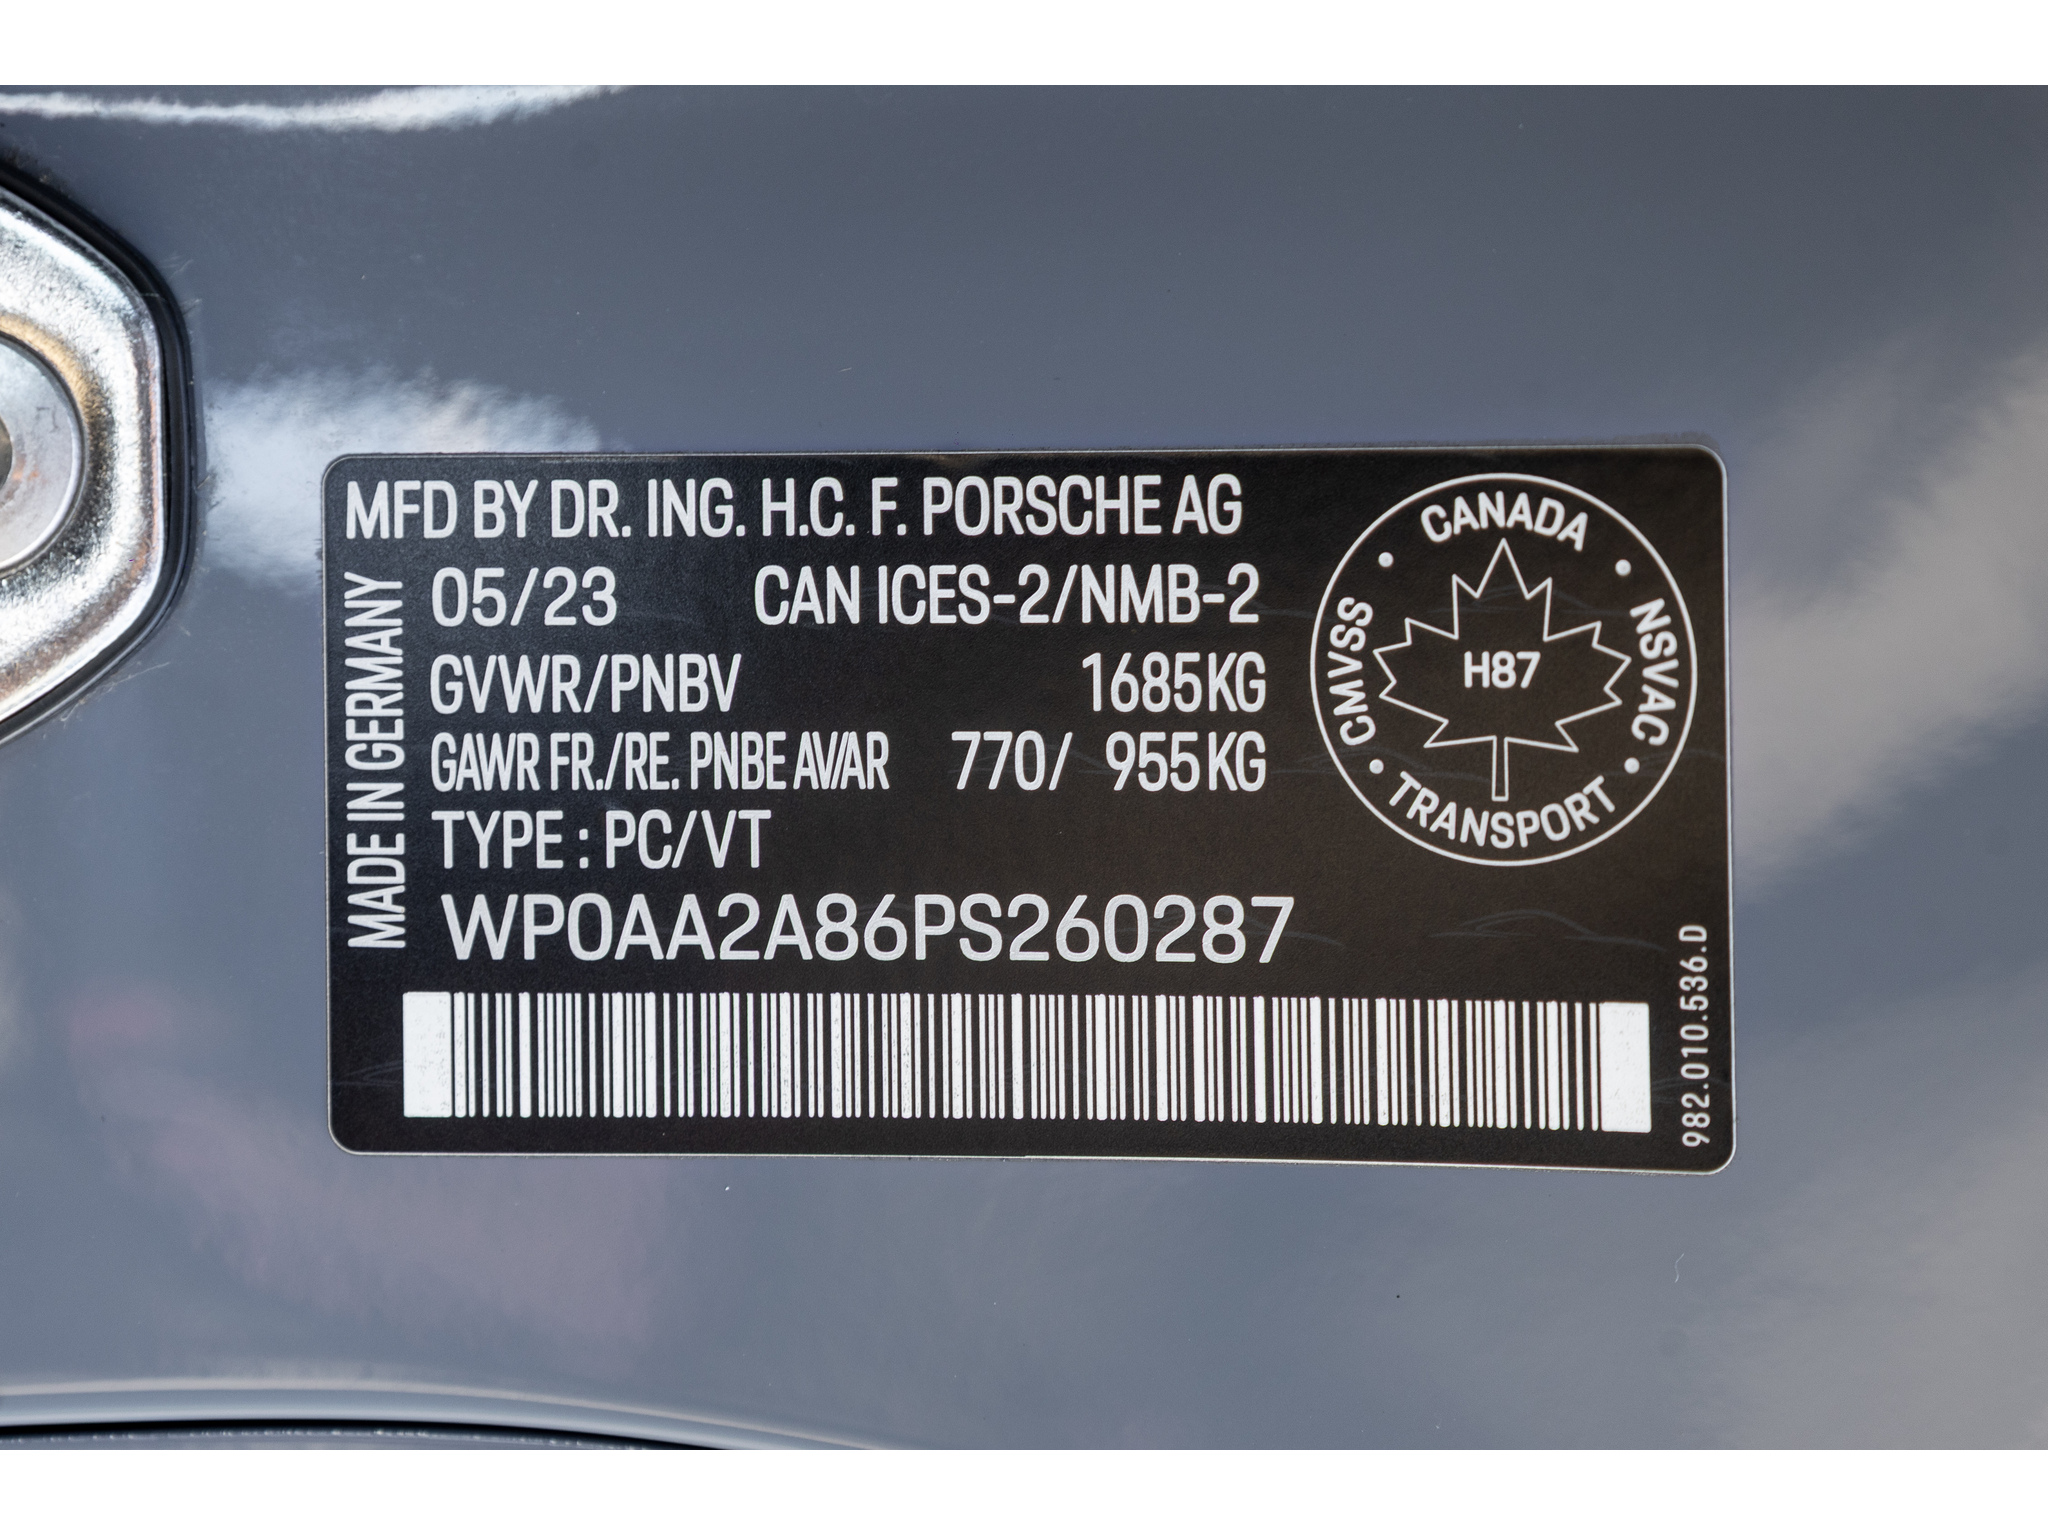 MFD BY DR. ING. H.C. F. PORSCHE AG
MADE IN GERMANY
05/23 CAN ICES-2/NMB-2
GVWR/PNBV 1685KG
GAWR FR./RE. PNBE AV/AR 770/ 955KG
TYPE : PC/VT
WP0AA2A86PS260287
CANADA
CMVSS
NSVAC
H87
TRANSPORT
982.010.536.D